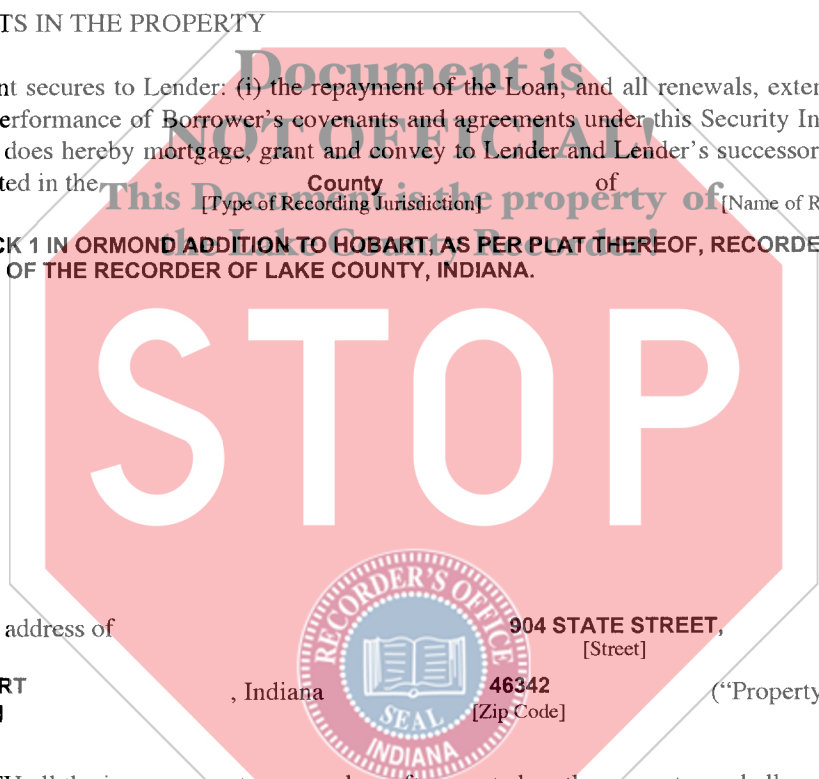 TS IN THE PROPERTY
Document is
nt secures to Lender: (i) the repayment of the Loan, and all renewals, exten
erformance of Borrower's covenants and agreements under this Security In
NOT OFFICIAL!
does hereby mortgage, grant and convey to Lender and Lender's successor
ted in the County of
This Document is the property of
[Type of Recording Jurisdiction] [Name of R
CK 1 IN ORMOND ADDITION TO HOBART, AS PER PLAT THEREOF, RECORDE
the Lake County Recorder!
OF THE RECORDER OF LAKE COUNTY, INDIANA.
STOP
RECORDER'S OFFICE
address of 904 STATE STREET,
[Street]
RT , Indiana 46342 ("Property
[Zip Code]
SEAL
INDIANA